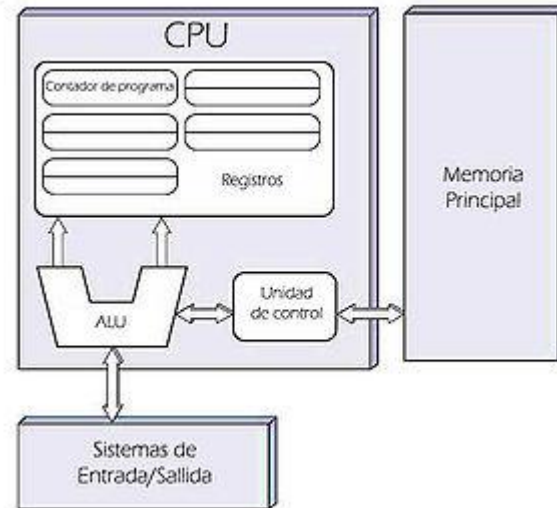 CPU
Contador de programa
Registros
Memoria
Principal
ALU
Unidad
de control
Sistemas de
Entrada/Sallida